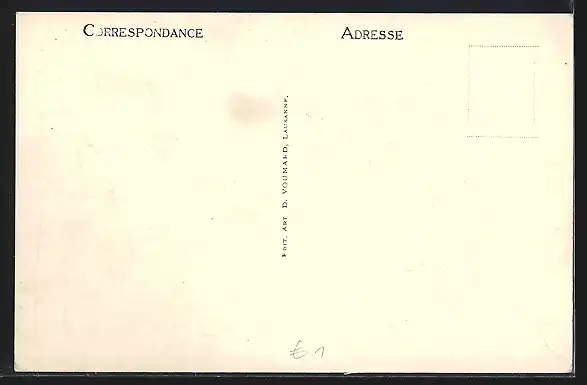 CORRESPONDANCE
ADRESSE
EDIT. ART D. VOUMARD, LAUSANNE.
€ 1